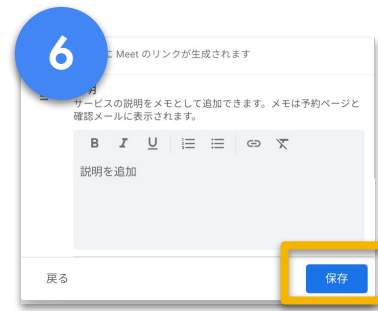 6
Meet のリンクが生成されます
サービスの説明をメモとして追加できます。メモは予約ページと
確認メールに表示されます。
B I U
説明を追加
戻る
保存